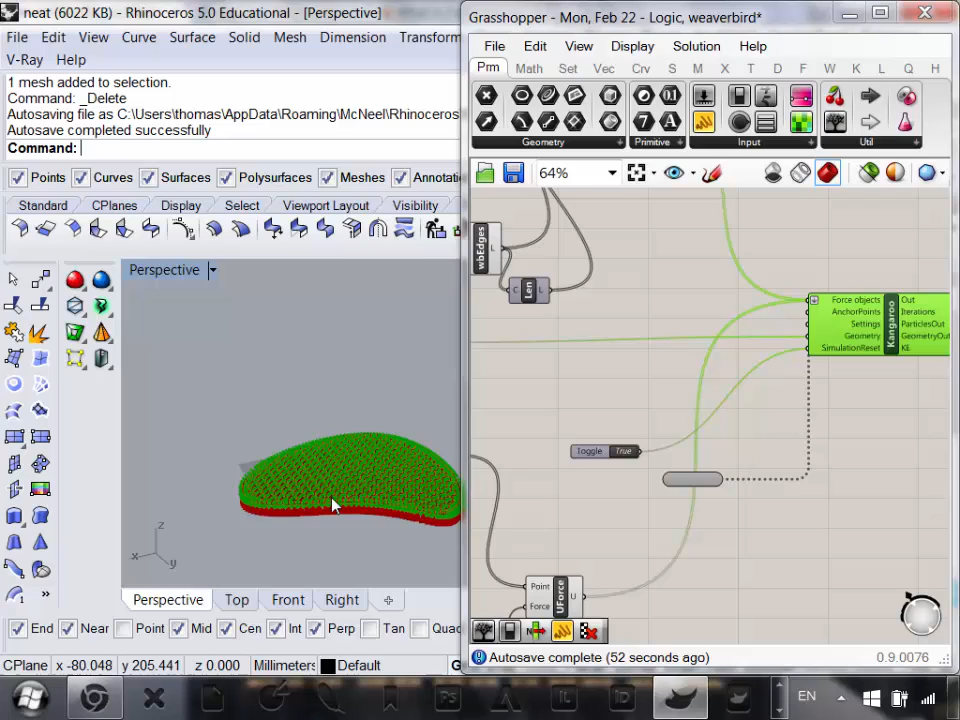 neat (6022 KB) - Rhinoceros 5.0 Educational - [Perspective]
File Edit View Curve Surface Solid Mesh Dimension Transform
V-Ray Help
1 mesh added to selection.
Command: _Delete
Autosaving file as C:\Users\thomas\AppData\Roaming\McNeel\Rhinoceros
Autosave completed successfully
Command:
Points Curves Surfaces Polysurfaces Meshes Annotatio
Standard CPlanes Display Select Viewport Layout Visibility
Perspective
z
x
y
Perspective Top Front Right
End Near Point Mid Cen Int Perp Tan Quad
CPlane x -80.048 y 205.441 z 0.000 Millimeters Default G
Grasshopper - Mon, Feb 22 - Logic, weaverbird*
File Edit View Display Solution Help
Prm Math Set Vec Crv S M X T D F W K L Q H
Geometry Primitive Input Util
64%
wbEdges L
C Len L
Force objects
AnchorPoints
Settings
Geometry
SimulationReset
Kangaroo
Out
Iterations
ParticlesOut
GeometryOut
KE
Toggle True
Point
Force
UForce
U
Autosave complete (52 seconds ago)
0.9.0076
Ps
EN